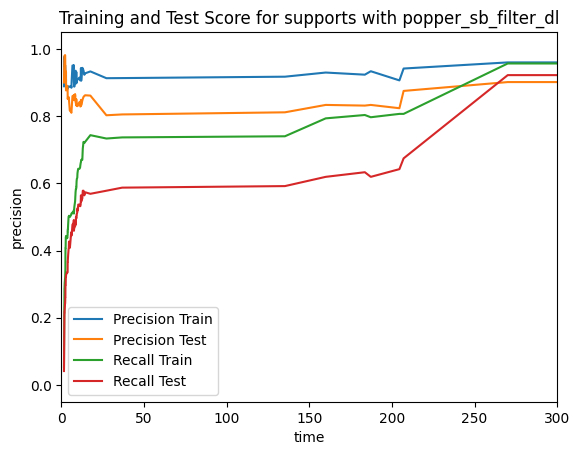 Training and Test Score for supports with popper_sb_filter_dl
1.0
0.8
0.6
0.4
0.2
0.0
precision
Precision Train
Precision Test
Recall Train
Recall Test
0 50 100 150 200 250 300
time